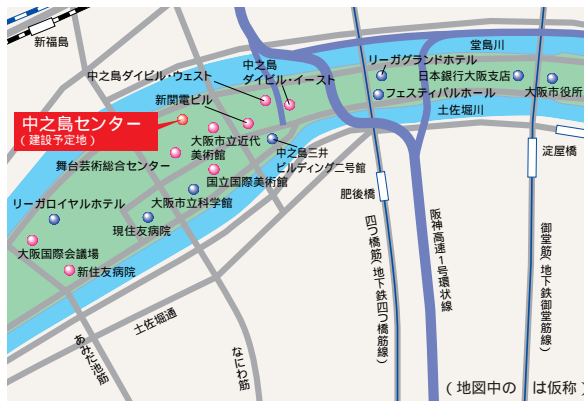 新福島
堂島川
中之島ダイビル・ウェスト
中之島
ダイビル・イースト
リーガグランドホテル
日本銀行大阪支店
大阪市役所
フェスティバルホール
土佐堀川
新関電ビル
中之島センター
(建設予定地)
大阪市立近代
美術館
中之島三井
ビルディング二号館
淀屋橋
舞台芸術総合センター
国立国際美術館
肥後橋
大阪市立科学館
リーガロイヤルホテル
現住友病院
大阪国際会議場
新住友病院
四つ橋筋(地下鉄四つ橋筋線)
阪神高速1号環状線
御堂筋(地下鉄御堂筋線)
土佐堀通
あみだ池筋
なにわ筋
(地図中の は仮称)